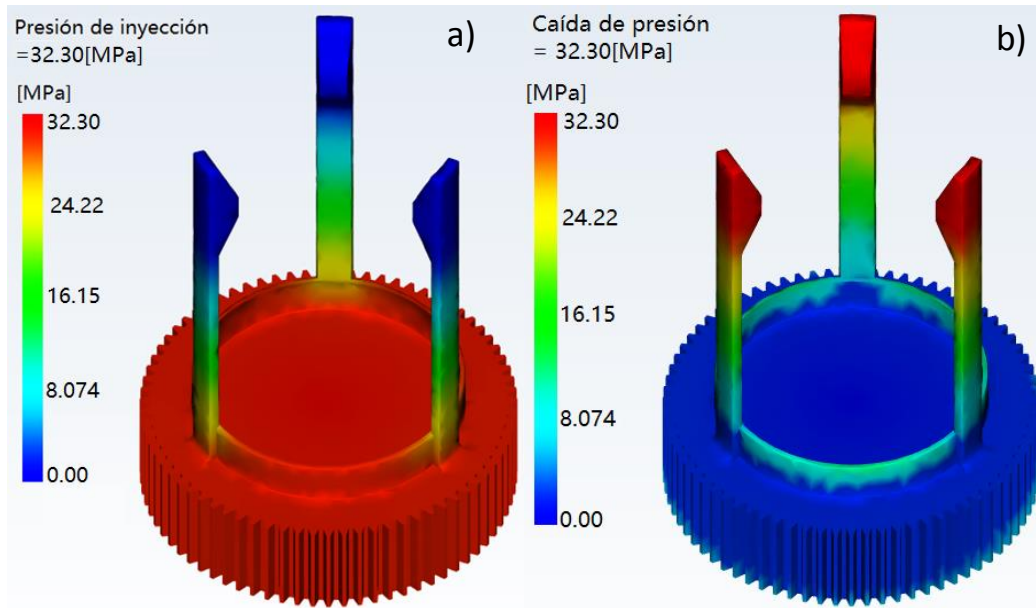 Presión de inyección
=32.30[MPa]
a)
[MPa]
32.30
24.22
16.15
8.074
0.00
Caída de presión
= 32.30[MPa]
b)
[MPa]
32.30
24.22
16.15
8.074
0.00